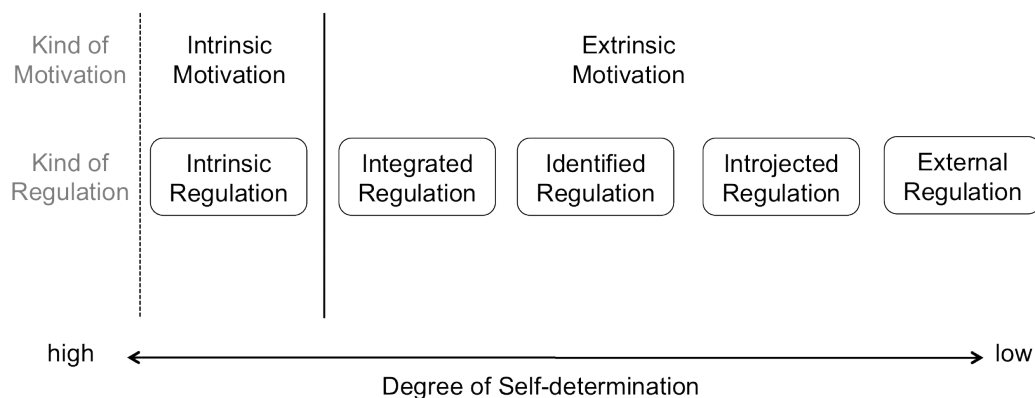 Kind of
Motivation
Intrinsic
Motivation
Extrinsic
Motivation
Kind of
Regulation
Intrinsic
Regulation
Integrated
Regulation
Identified
Regulation
Introjected
Regulation
External
Regulation
high
low
Degree of Self-determination